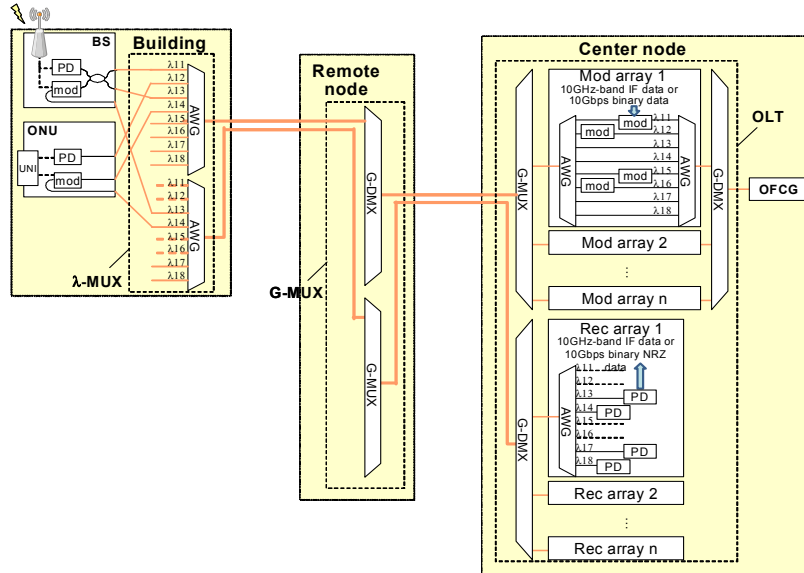 BS
PD
mod
ONU
UNI
PD
mod
Building
λ11
λ12
λ13
λ14
λ15
λ16
λ17
λ18
AWG
λ11
λ12
λ13
λ14
λ15
λ16
λ17
λ18
AWG
λ-MUX
Remote
node
G-DMX
G-MUX
G-MUX
Center node
OLT
OFCG
G-MUX
Mod array 1
10GHz-band IF data or
10Gbps binary data
AWG
mod
mod
mod
mod
λ11
λ12
λ13
λ14
λ15
λ16
λ17
λ18
AWG
G-DMX
Mod array 2
⋯
Mod array n
G-DMX
Rec array 1
10GHz-band IF data or
10Gbps binary NRZ
data
AWG
λ11
λ12
λ13
λ14
λ15
λ16
λ17
λ18
PD
PD
PD
PD
Rec array 2
⋯
Rec array n